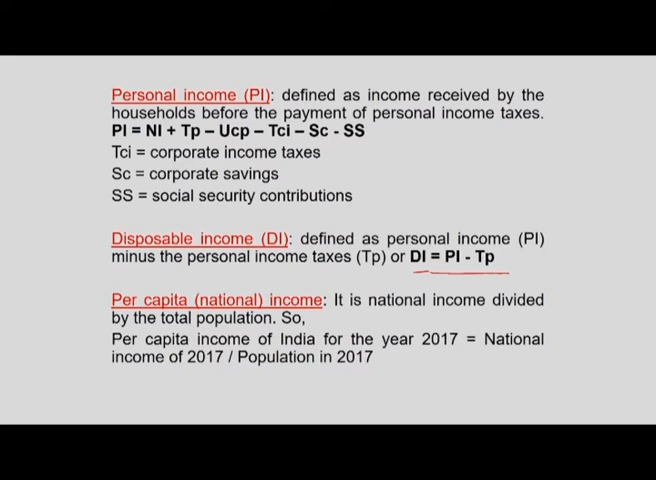 Personal income (PI): defined as income received by the
households before the payment of personal income taxes.
PI = NI + Tp – Ucp – Tci – Sc - SS
Tci = corporate income taxes
Sc = corporate savings
SS = social security contributions
Disposable income (DI): defined as personal income (PI)
minus the personal income taxes (Tp) or DI = PI - Tp
Per capita (national) income: It is national income divided
by the total population. So,
Per capita income of India for the year 2017 = National
income of 2017 / Population in 2017